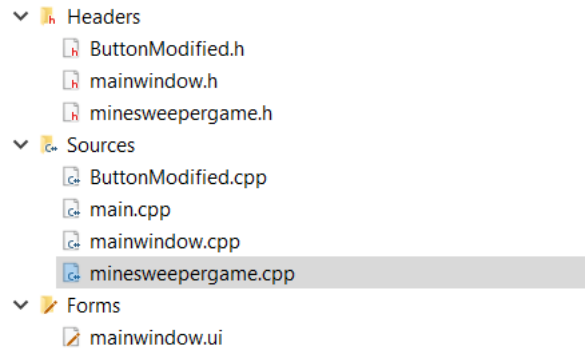 Headers
ButtonModified.h
mainwindow.h
minesweepergame.h
Sources
ButtonModified.cpp
main.cpp
mainwindow.cpp
minesweepergame.cpp
Forms
mainwindow.ui